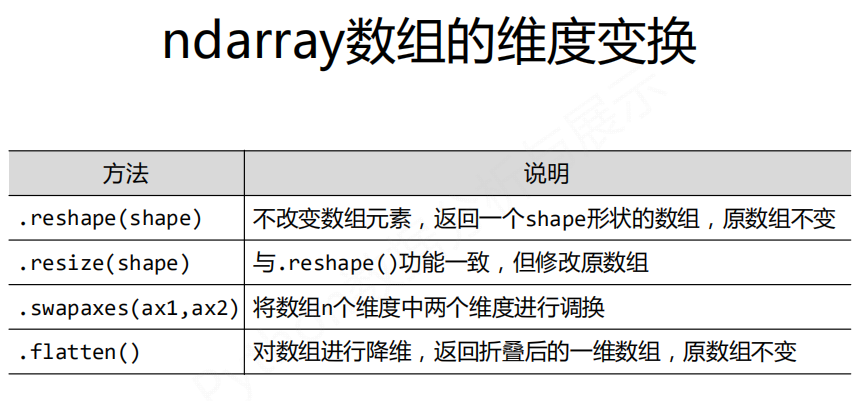 ndarray数组的维度变换
方法 说明
.reshape(shape) 不改变数组元素，返回一个shape形状的数组，原数组不变
.resize(shape) 与.reshape()功能一致，但修改原数组
.swapaxes(ax1,ax2) 将数组n个维度中两个维度进行调换
.flatten() 对数组进行降维，返回折叠后的一维数组，原数组不变